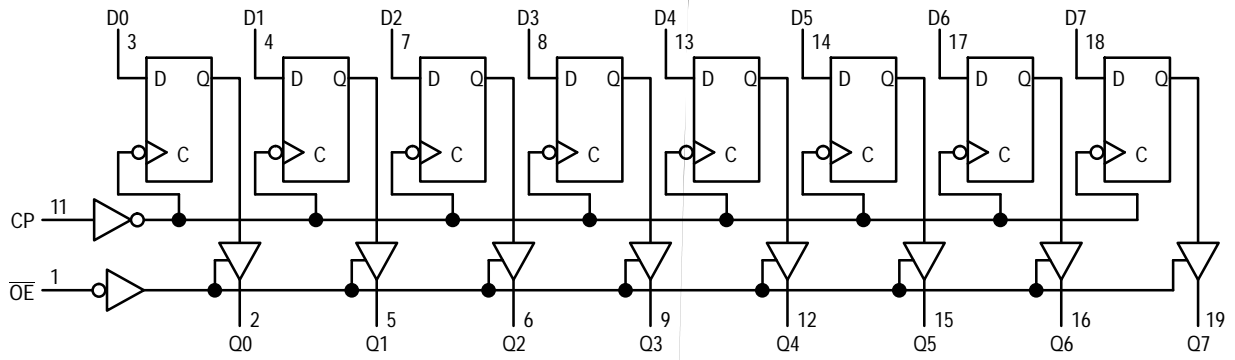 D0 D1 D2 D3 D4 D5 D6 D7
3 4 7 8 13 14 17 18
D Q D Q D Q D Q D Q D Q D Q D Q
C C C C C C C C
CP 11
O̅E̅ 1
2 5 6 9 12 15 16 19
Q0 Q1 Q2 Q3 Q4 Q5 Q6 Q7